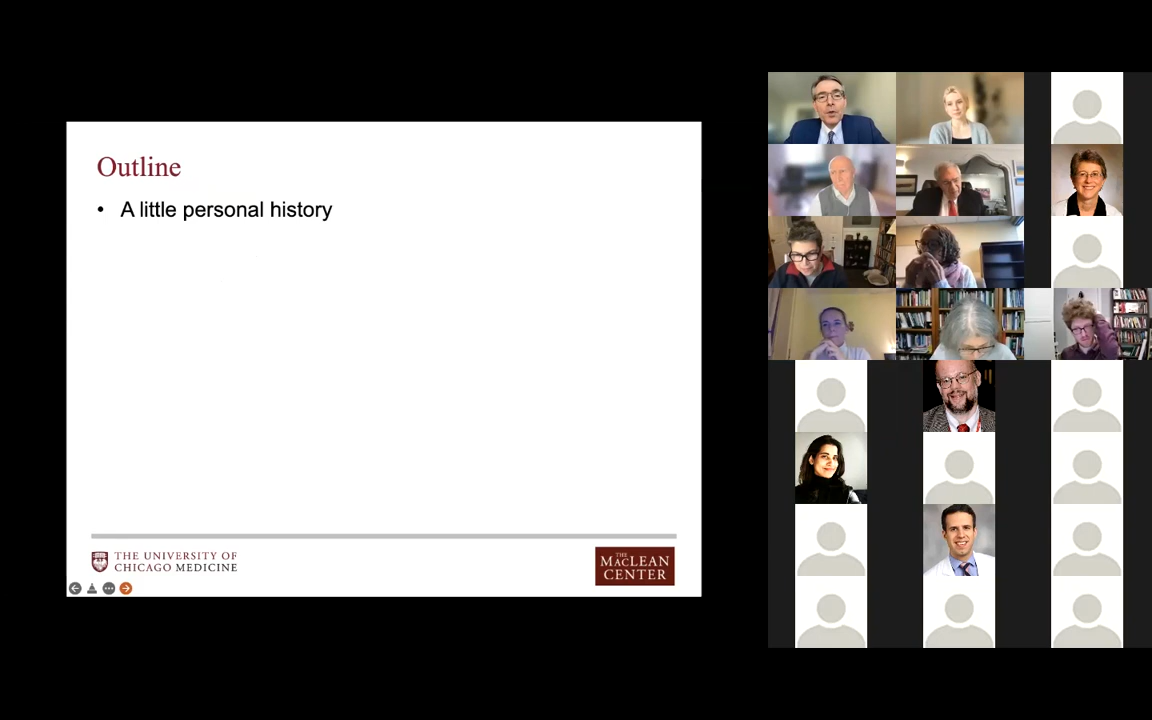 Outline
• A little personal history
THE UNIVERSITY OF
CHICAGO MEDICINE
THE
MACLEAN
CENTER